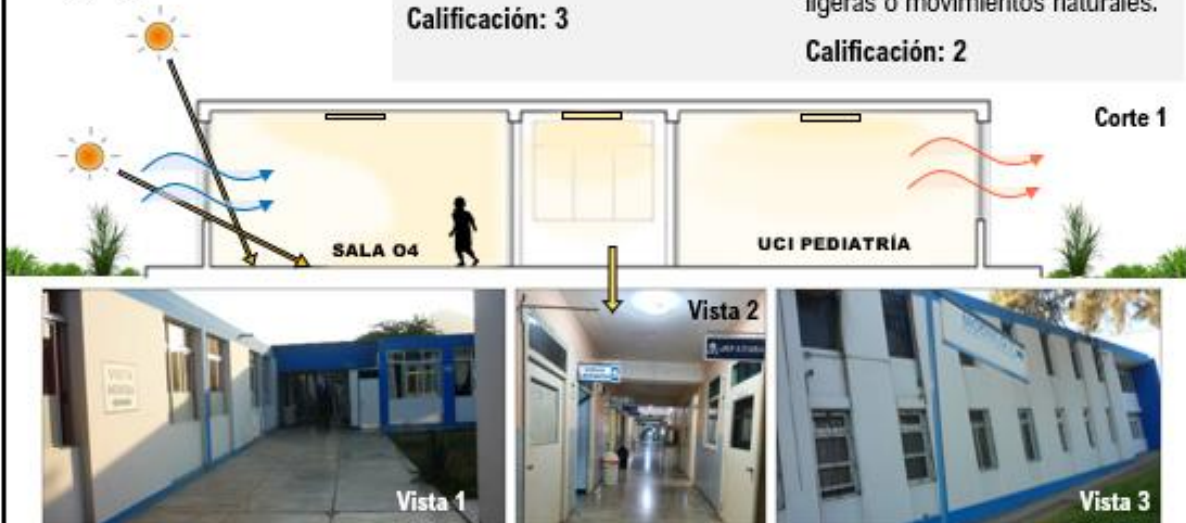 ligeras o movimientos naturales.
Calificación: 3
Calificación: 2
Corte 1
SALA 04
UCI PEDIATRÍA
Vista 2
Vista 1
Vista 3